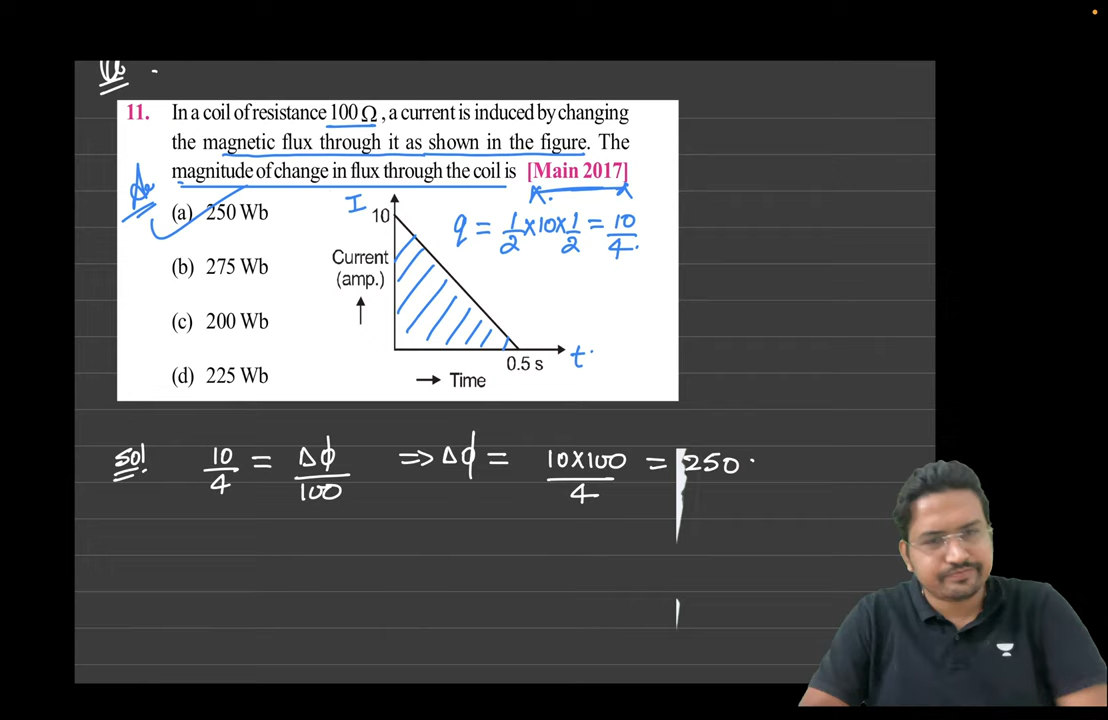 11. In a coil of resistance 100 Ω, a current is induced by changing
the magnetic flux through it as shown in the figure. The
magnitude of change in flux through the coil is [Main 2017]
(a) 250 Wb
(b) 275 Wb
(c) 200 Wb
(d) 225 Wb
I
10
Current
(amp.)
0.5 s
Time
t
q = 1/2 × 10 × 1/2 = 10/4
Sol
10/4 = Δϕ/100 ⇒ Δϕ = 10×100/4 = 250